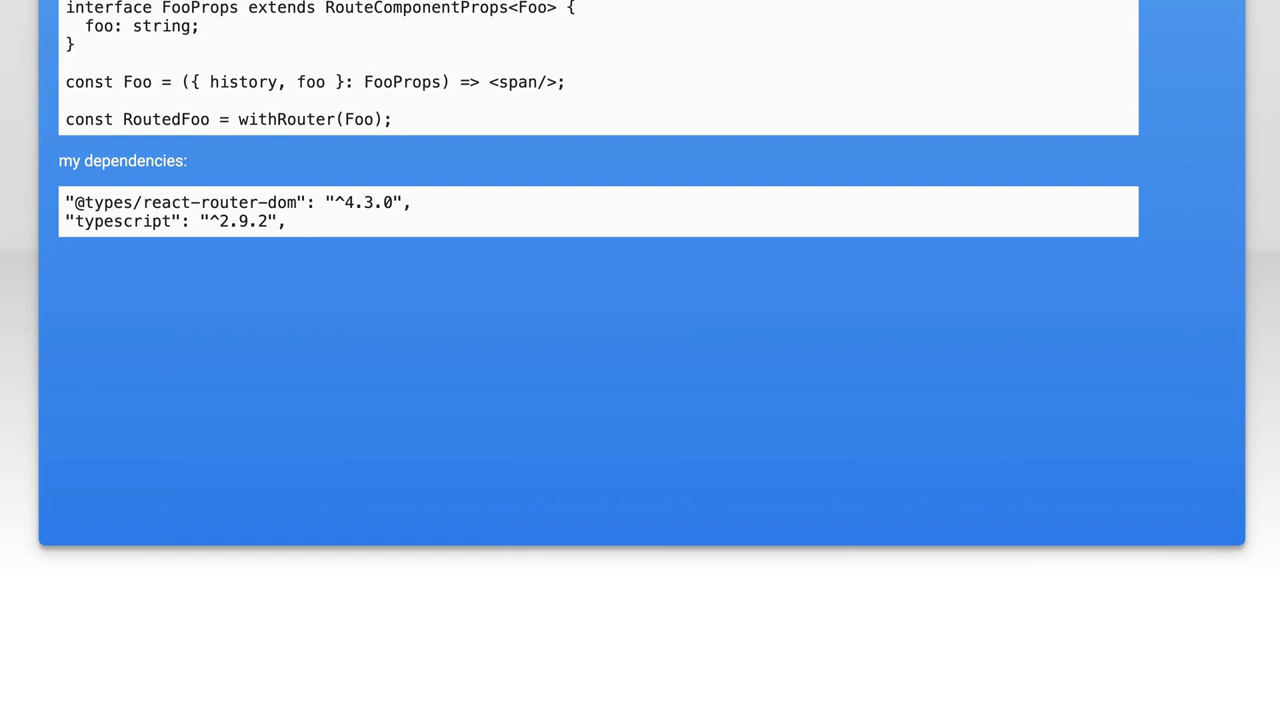 interface FooProps extends RouteComponentProps<Foo> {
  foo: string;
}
const Foo = ({ history, foo }: FooProps) => <span/>;
const RoutedFoo = withRouter(Foo);
my dependencies:
"@types/react-router-dom": "^4.3.0",
"typescript": "^2.9.2",